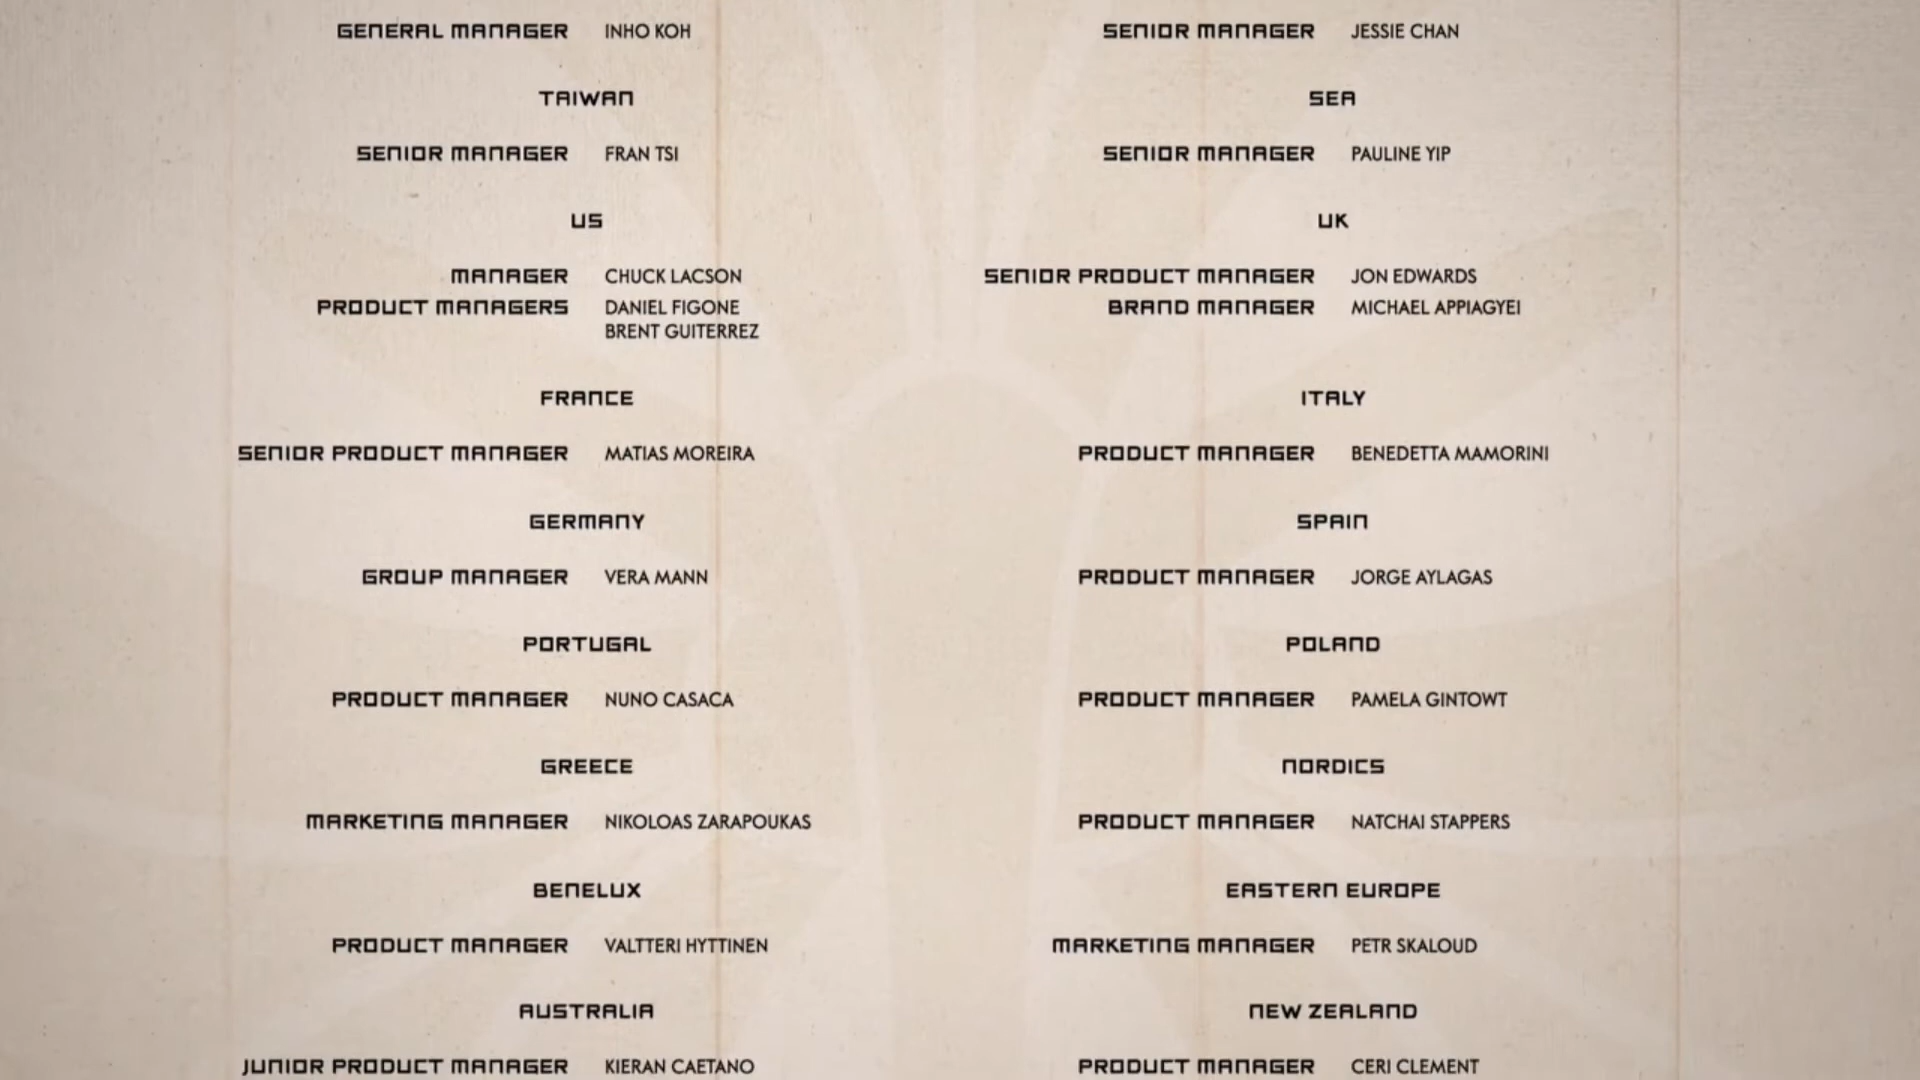 GENERAL MANAGER INHO KOH
SENIOR MANAGER JESSIE CHAN
TAIWAN
SENIOR MANAGER FRAN TSI
SEA
SENIOR MANAGER PAULINE YIP
US
MANAGER CHUCK LACSON
PRODUCT MANAGERS DANIEL FIGONE
BRENT GUITERREZ
UK
SENIOR PRODUCT MANAGER JON EDWARDS
BRAND MANAGER MICHAEL APPIAGYEI
FRANCE
SENIOR PRODUCT MANAGER MATIAS MOREIRA
ITALY
PRODUCT MANAGER BENEDETTA MAMORINI
GERMANY
GROUP MANAGER VERA MANN
SPAIN
PRODUCT MANAGER JORGE AYLAGAS
PORTUGAL
PRODUCT MANAGER NUNO CASACA
POLAND
PRODUCT MANAGER PAMELA GINTOWT
GREECE
MARKETING MANAGER NIKOLOAS ZARAPOUKAS
NORDICS
PRODUCT MANAGER NATCHAI STAPPERS
BENELUX
PRODUCT MANAGER VALTTERI HYTTINEN
EASTERN EUROPE
MARKETING MANAGER PETR SKALOUD
AUSTRALIA
JUNIOR PRODUCT MANAGER KIERAN CAETANO
NEW ZEALAND
PRODUCT MANAGER CERI CLEMENT